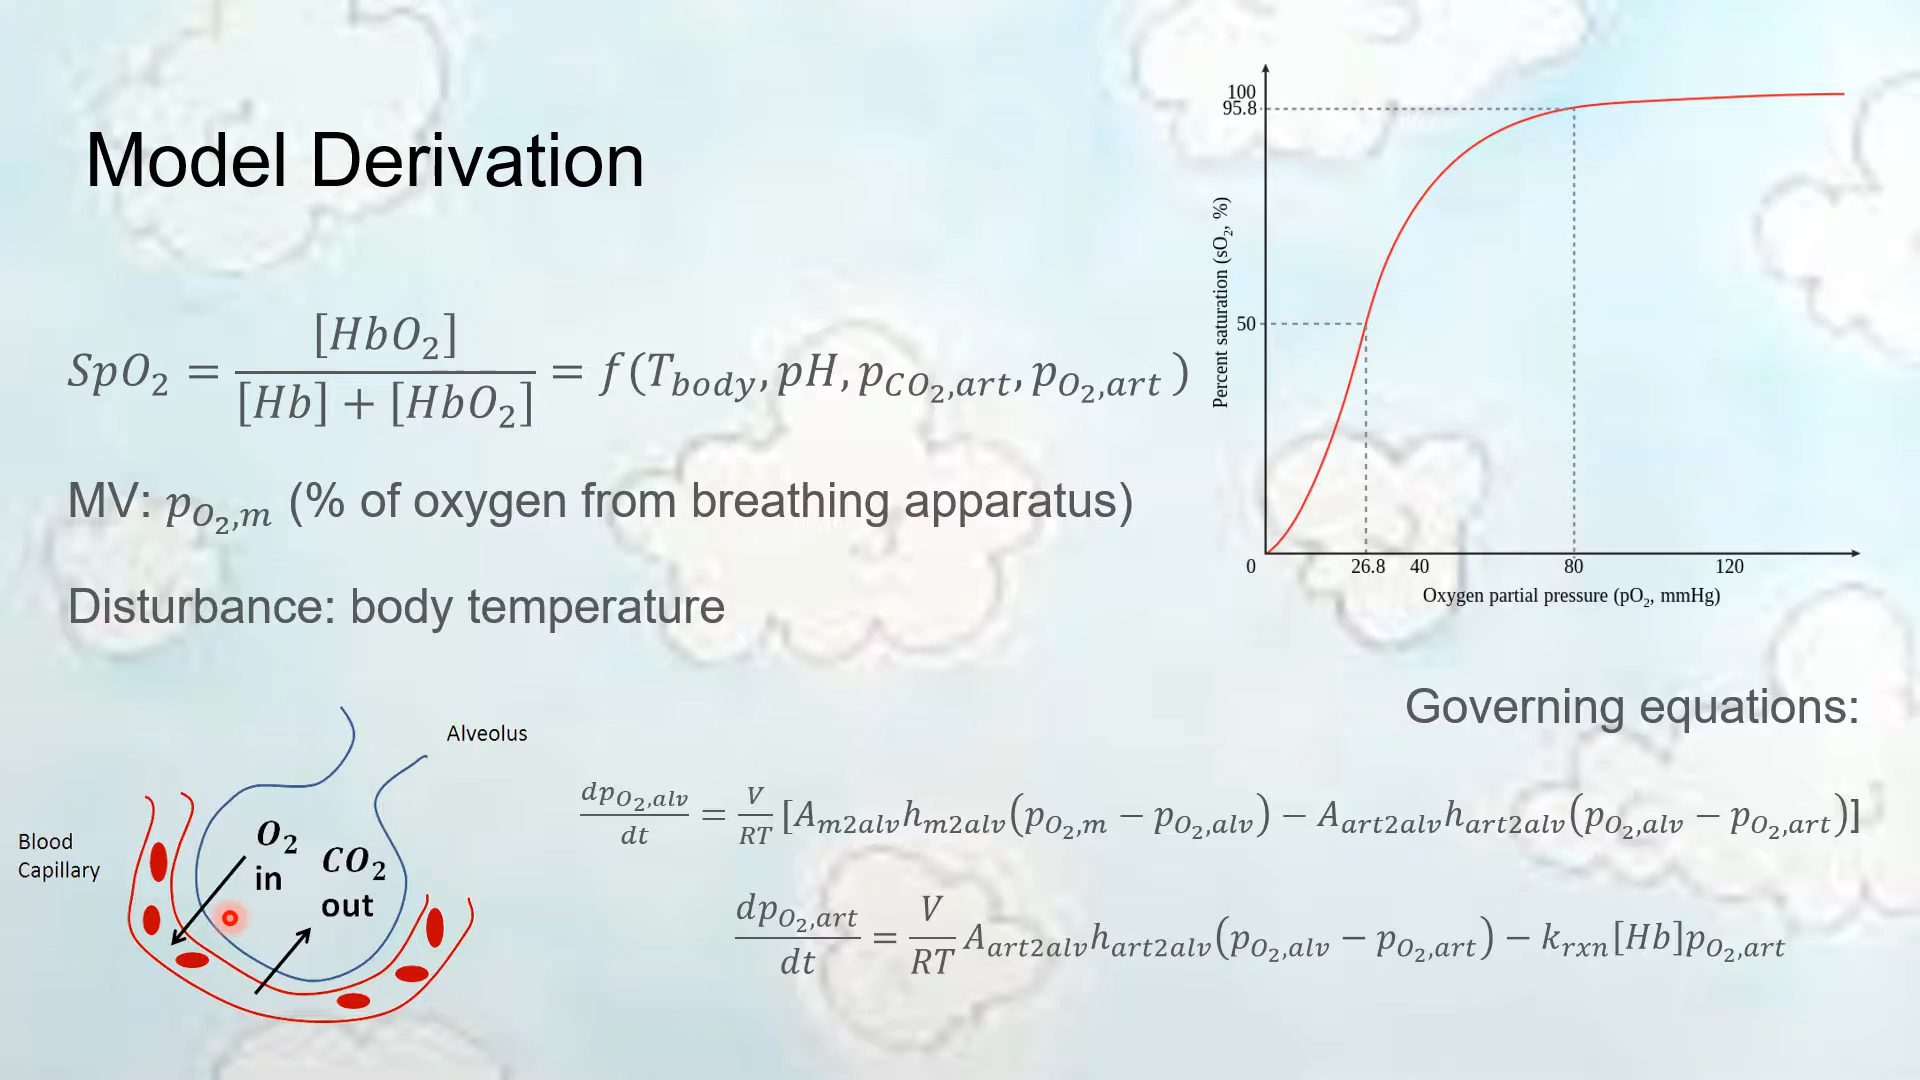 Model Derivation
SpO₂ = [HbO₂] / ([Hb] + [HbO₂]) = f(T_body, pH, p_CO₂,art, p_O₂,art )
MV: p_O₂,m (% of oxygen from breathing apparatus)
Disturbance: body temperature
100
95.8
50
0 26.8 40 80 120
Percent saturation (sO₂, %)
Oxygen partial pressure (pO₂, mmHg)
Alveolus
Blood
Capillary
O₂
in
CO₂
out
Governing equations:
dp_O₂,alv / dt = V/RT [A_m2alv h_m2alv (p_O₂,m − p_O₂,alv) − A_art2alv h_art2alv (p_O₂,alv − p_O₂,art)]
dp_O₂,art / dt = V/RT A_art2alv h_art2alv (p_O₂,alv − p_O₂,art) − k_rxn [Hb] p_O₂,art